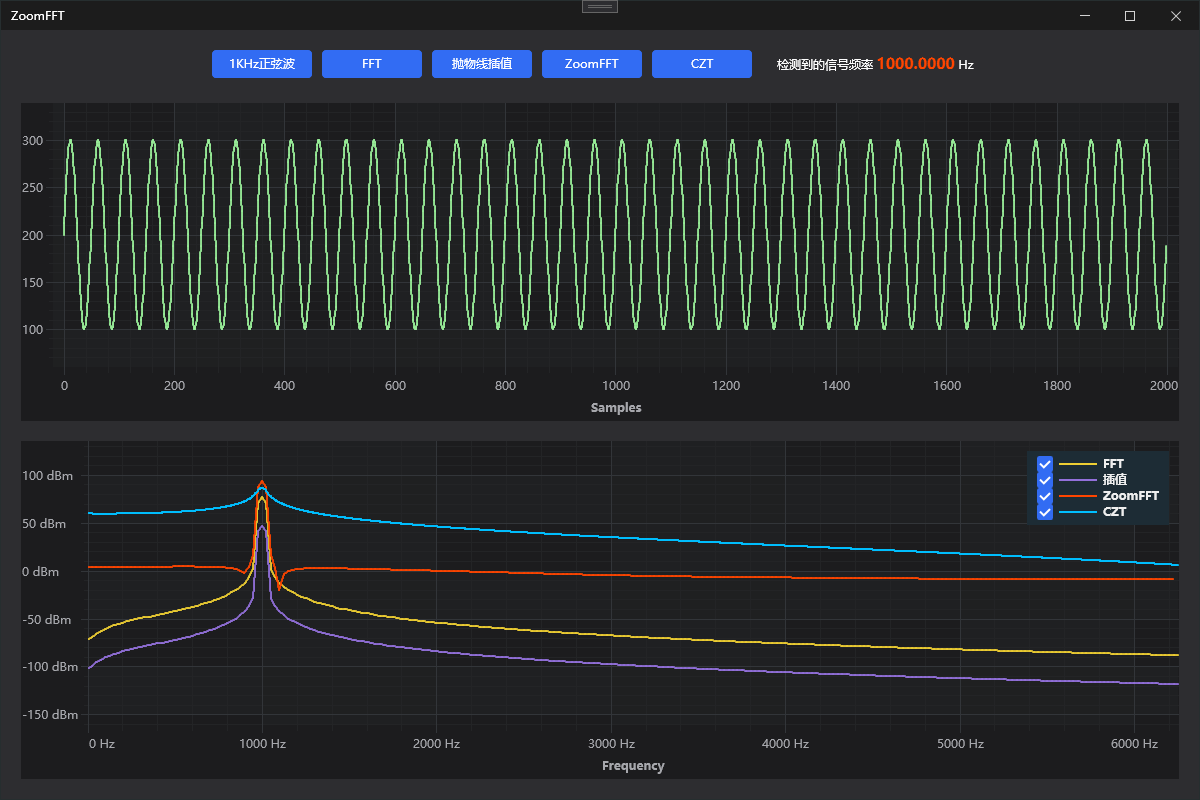 ZoomFFT
1KHz正弦波 FFT 抛物线插值 ZoomFFT CZT 检测到的信号频率 1000.0000 Hz
300
250
200
150
100
0 200 400 600 800 1000 1200 1400 1600 1800 2000
Samples
100 dBm
50 dBm
0 dBm
-50 dBm
-100 dBm
-150 dBm
FFT
插值
ZoomFFT
CZT
0 Hz 1000 Hz 2000 Hz 3000 Hz 4000 Hz 5000 Hz 6000 Hz
Frequency